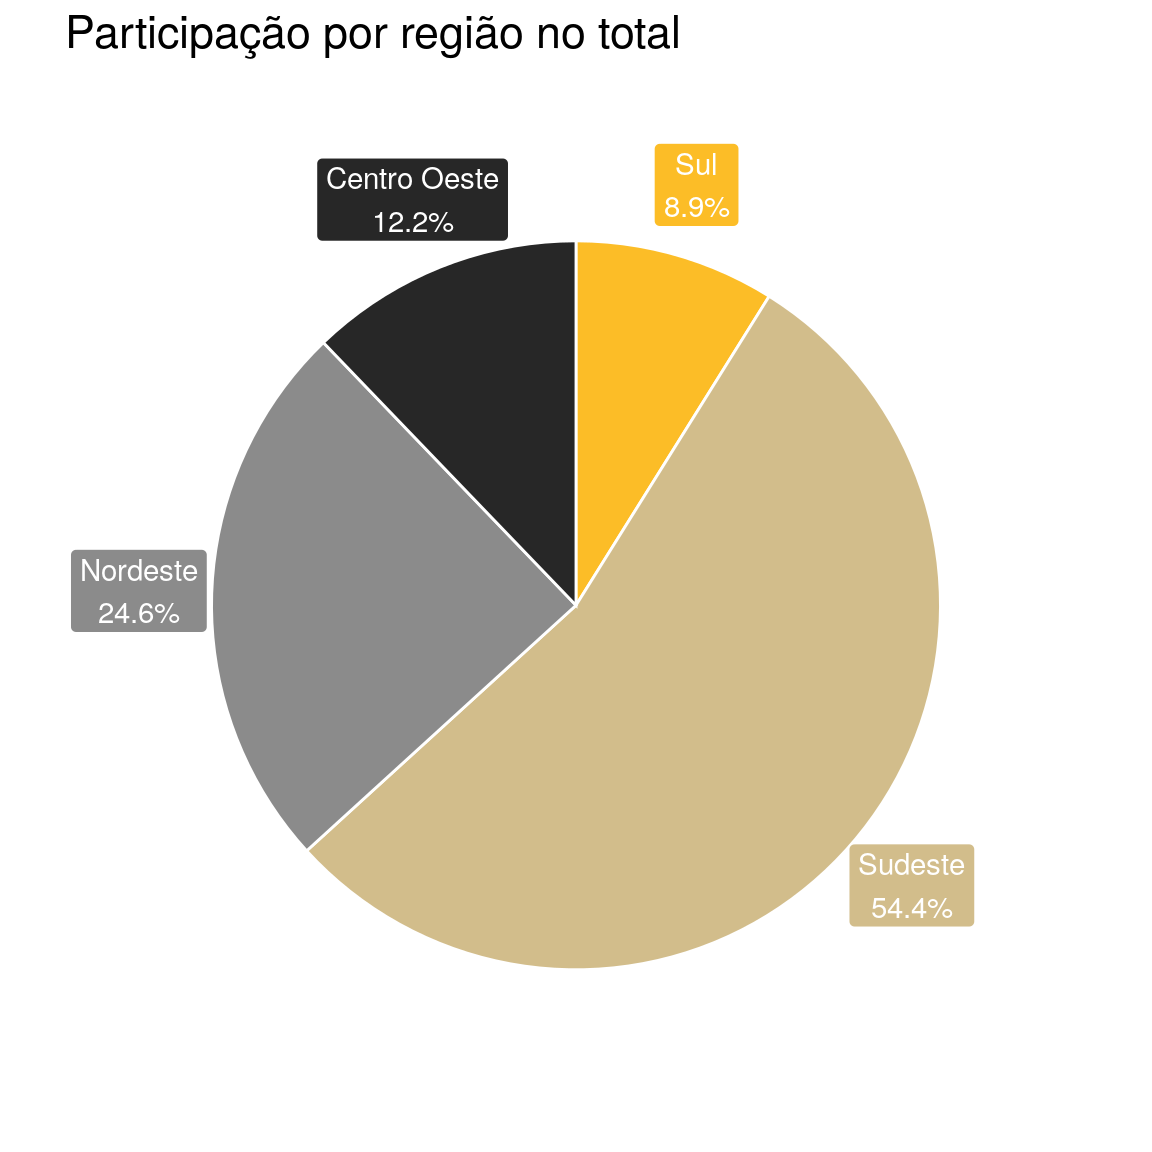 Participação por região no total
Centro Oeste
12.2%
Sul
8.9%
Nordeste
24.6%
Sudeste
54.4%